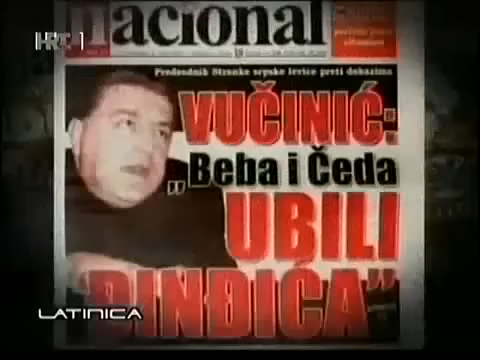 HRT 1
nacional
Predsednik Stranke srpske levice preti dokazima
VUČINIĆ:
„Beba i Čeda
UBILI
ĐINĐIĆA”
LATINICA